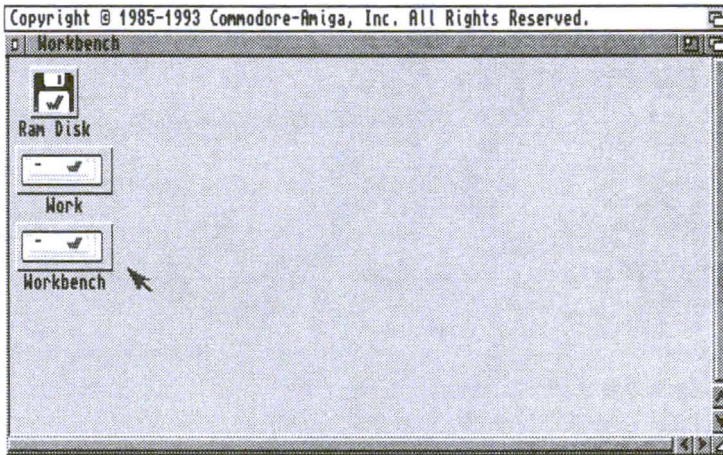 Copyright © 1985-1993 Commodore-Amiga, Inc. All Rights Reserved.
Workbench
Ram Disk
Work
Workbench